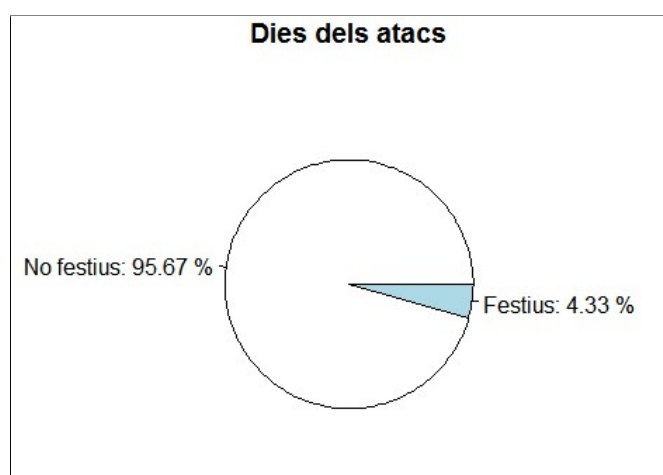 Dies dels atacs
No festius: 95.67 %
Festius: 4.33 %